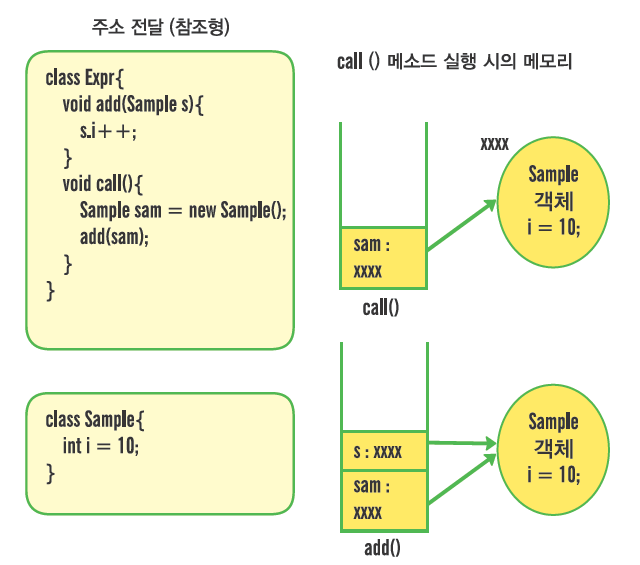 주소 전달 (참조형)
class Expr{
void add(Sample s){
s.i++;
}
void call(){
Sample sam = new Sample();
add(sam);
}
}
class Sample{
int i = 10;
}
call () 메소드 실행 시의 메모리
xxxx
Sample
객체
i = 10;
sam :
xxxx
call()
s : xxxx
sam :
xxxx
add()
Sample
객체
i = 10;